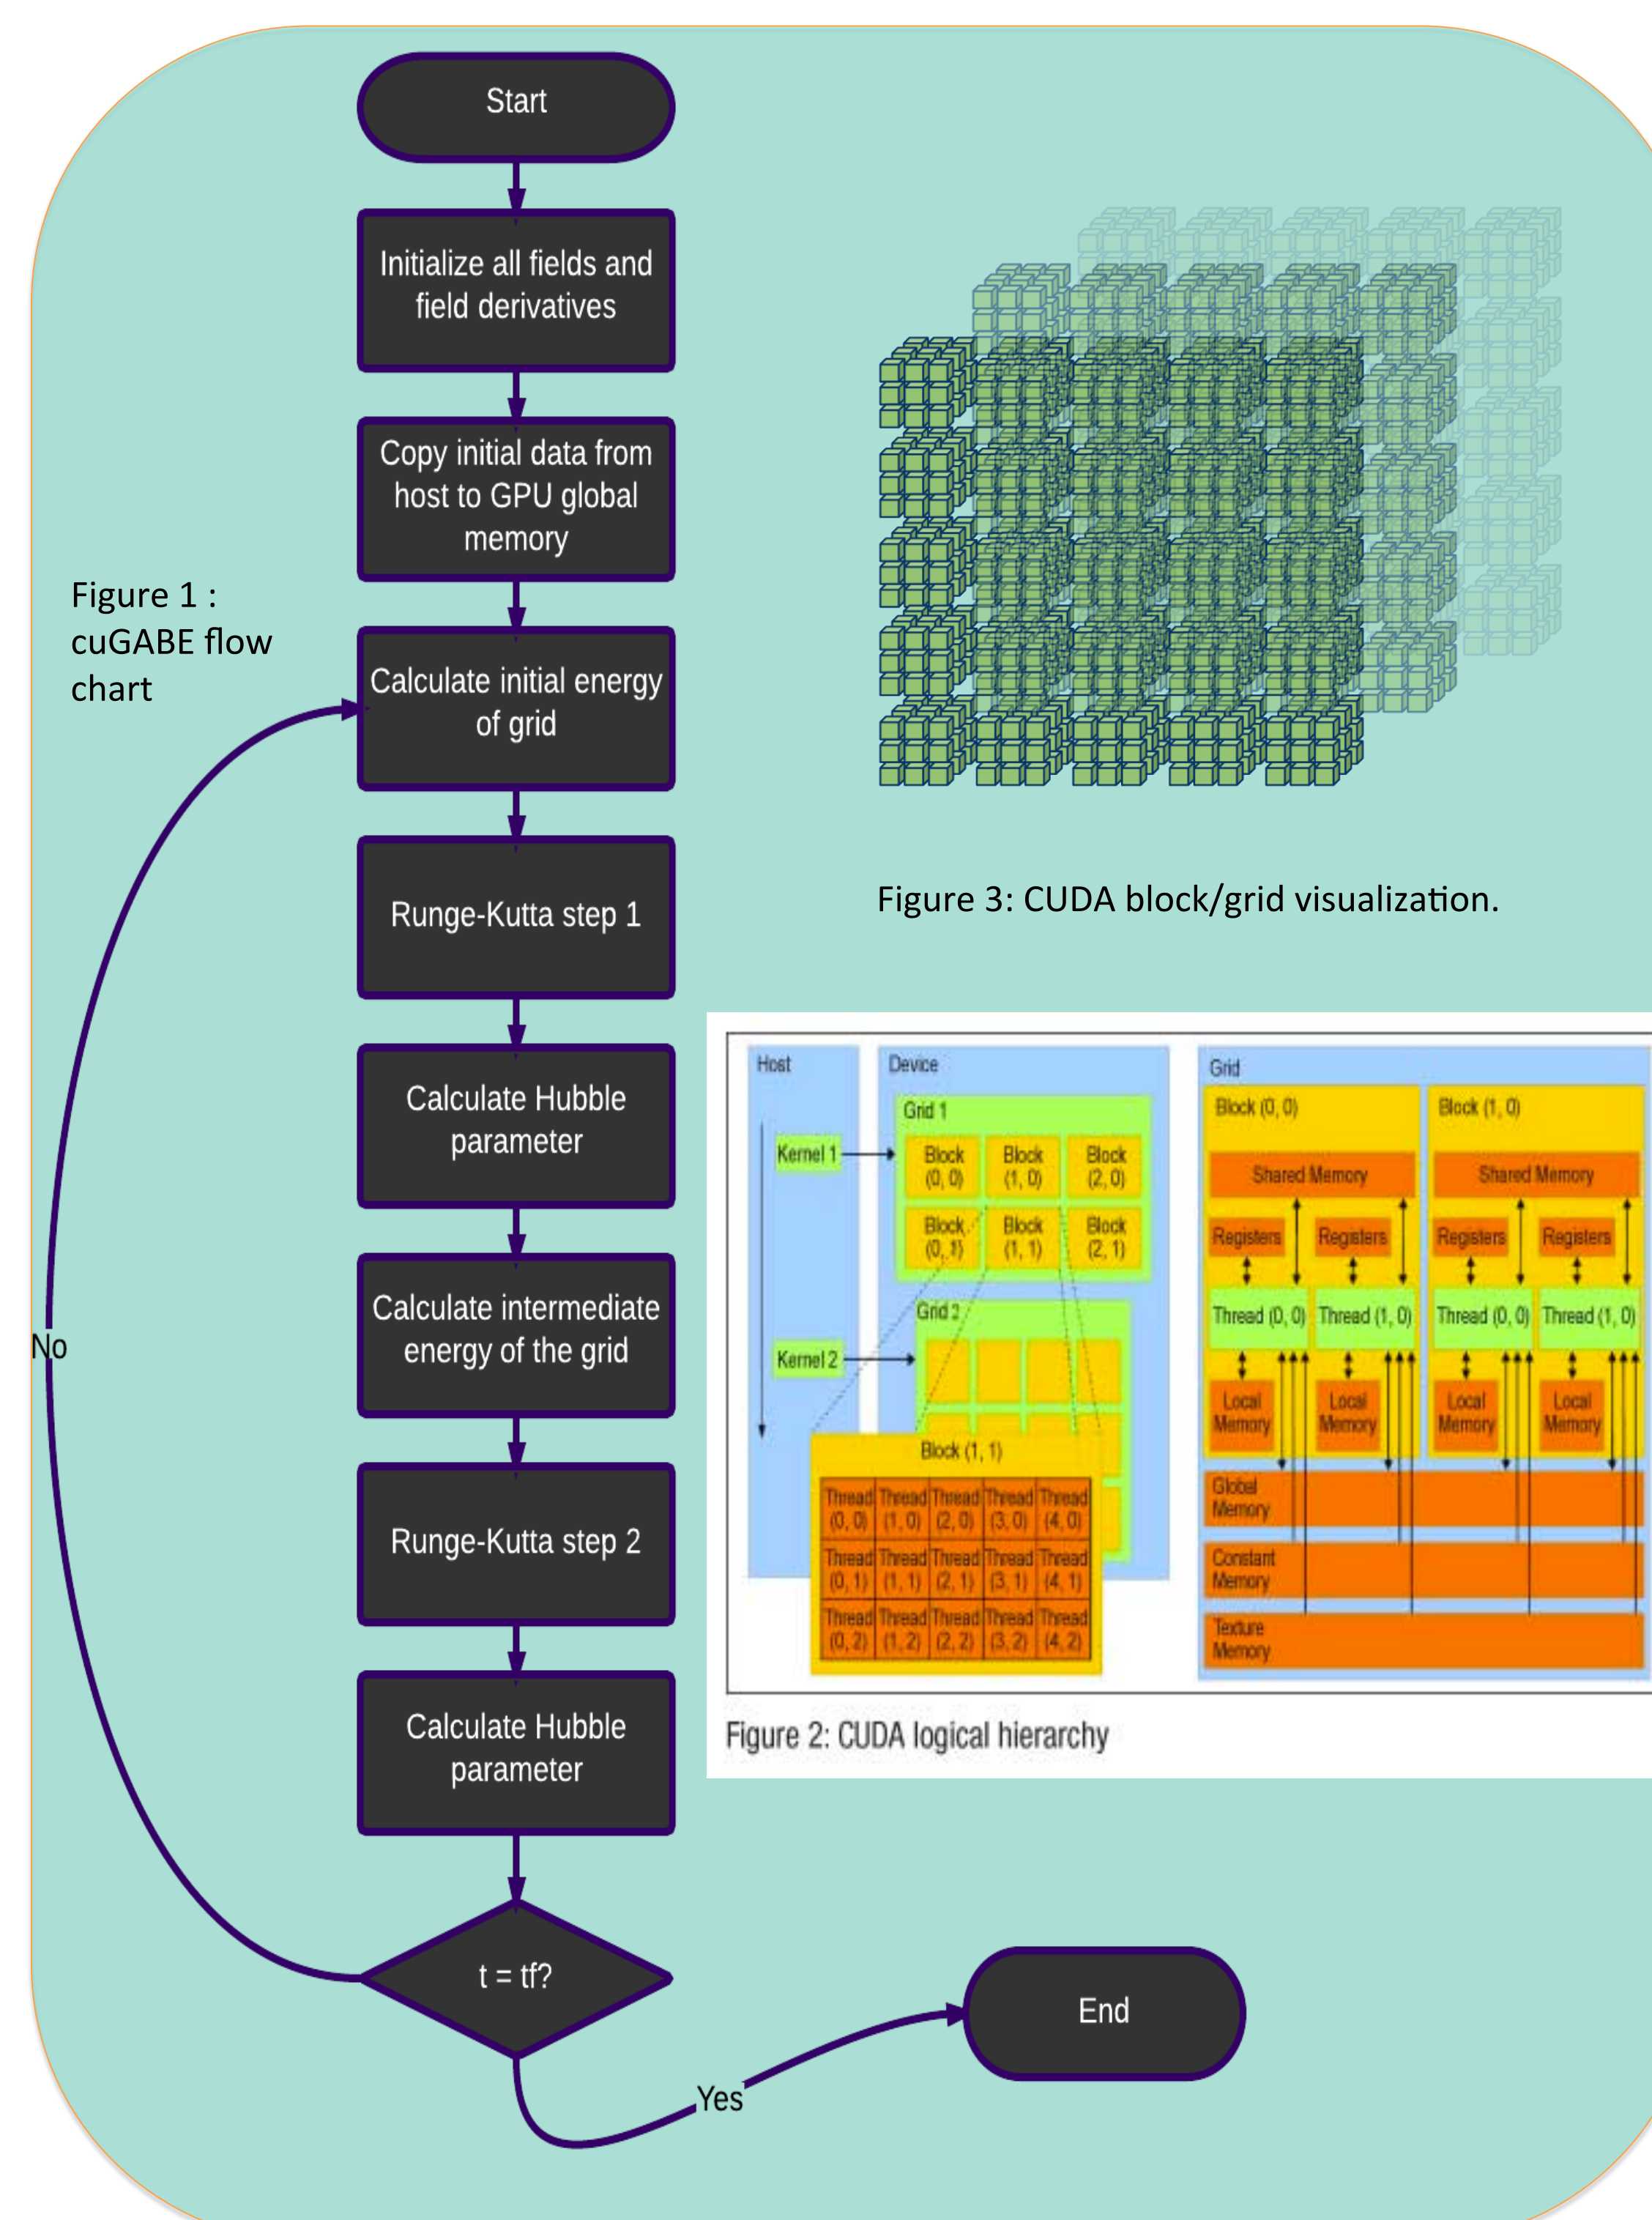 Start
Initialize all fields and
field derivatives
Copy initial data from
host to GPU global
memory
Figure 1 :
cuGABE flow
chart
Calculate initial energy
of grid
Runge-Kutta step 1
Calculate Hubble
parameter
Calculate intermediate
energy of the grid
No
Runge-Kutta step 2
Calculate Hubble
parameter
t = tf?
Yes
End
Figure 3: CUDA block/grid visualization.
Host
Kernel 1
Kernel 2
Device
Grid 1
Block Block Block
(0, 0) (1, 0) (2, 0)
Block Block Block
(0, 1) (1, 1) (2, 1)
Grid 2
Block (1, 1)
Thread Thread Thread Thread Thread
(0, 0) (1, 0) (2, 0) (3, 0) (4, 0)
Thread Thread Thread Thread Thread
(0, 1) (1, 1) (2, 1) (3, 1) (4, 1)
Thread Thread Thread Thread Thread
(0, 2) (1, 2) (2, 2) (3, 2) (4, 2)
Grid
Block (0, 0) Block (1, 0)
Shared Memory Shared Memory
Registers Registers Registers Registers
Thread (0, 0) Thread (1, 0) Thread (0, 0) Thread (1, 0)
Local Local Local Local
Memory Memory Memory Memory
Global
Memory
Constant
Memory
Texture
Memory
Figure 2: CUDA logical hierarchy